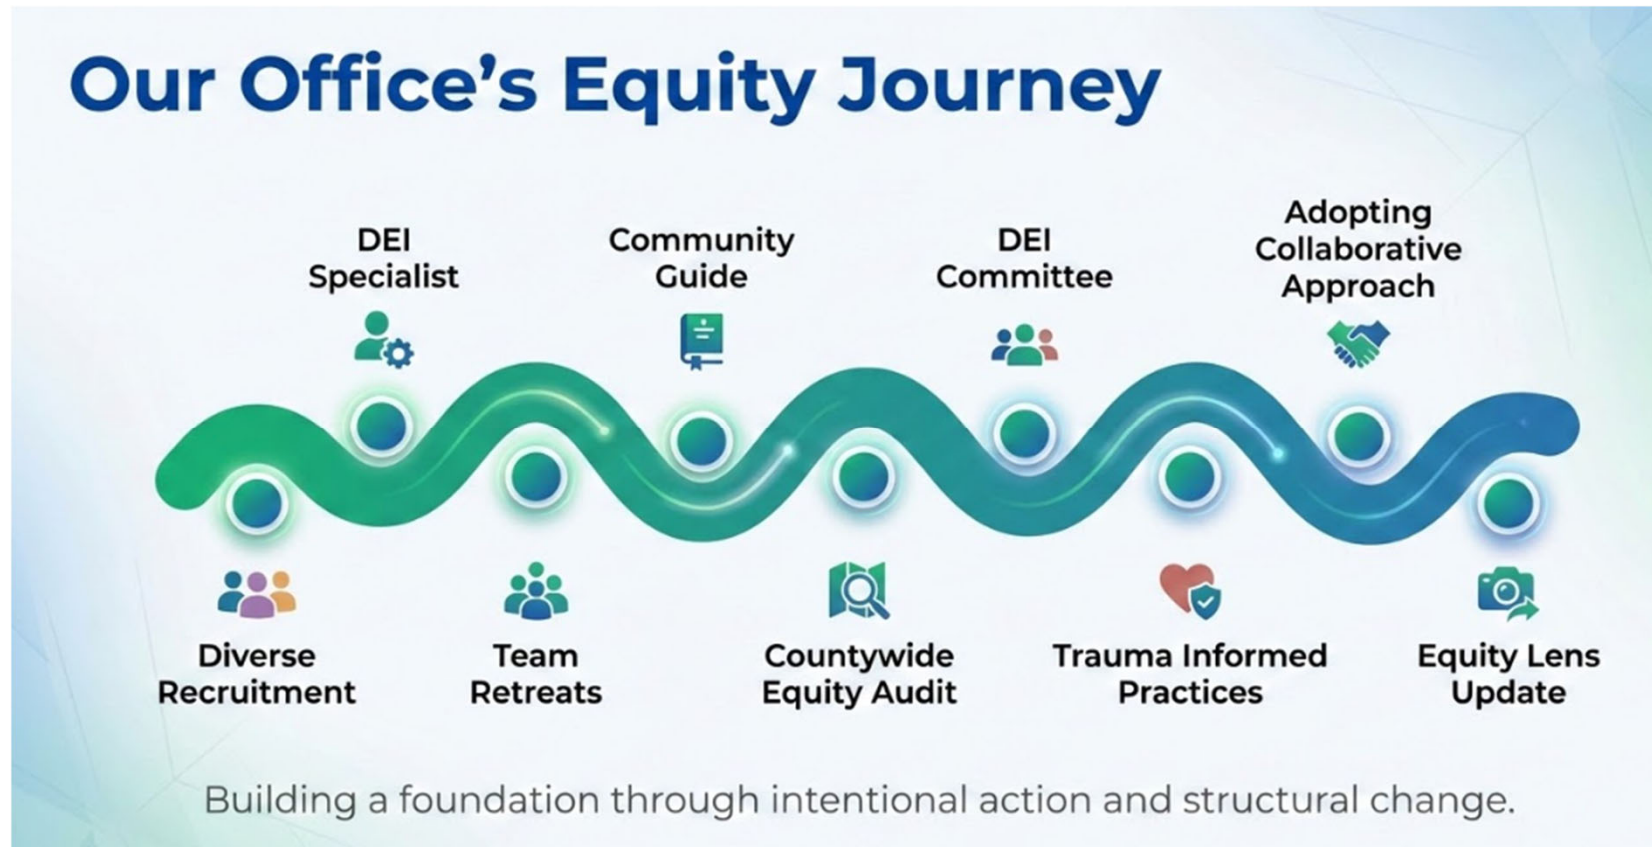 Our Office's Equity Journey
Diverse
Recruitment
DEI
Specialist
Team
Retreats
Community
Guide
Countywide
Equity Audit
DEI
Committee
Trauma Informed
Practices
Adopting
Collaborative
Approach
Equity Lens
Update
Building a foundation through intentional action and structural change.